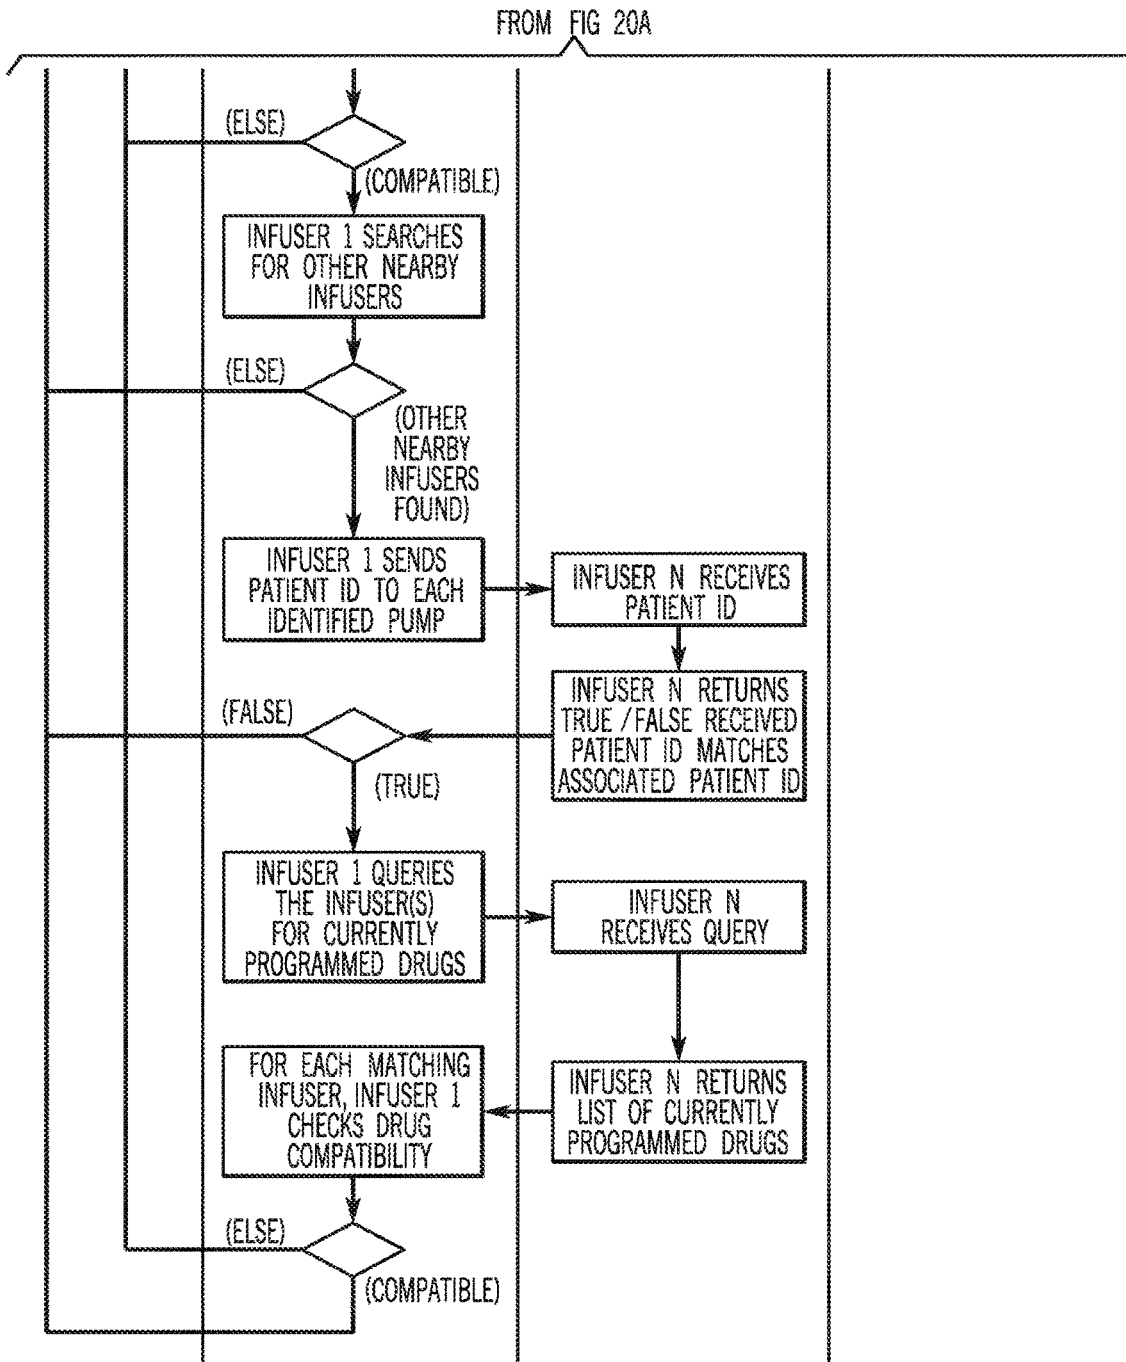 FROM FIG 20A
(ELSE)
(COMPATIBLE)
INFUSER 1 SEARCHES
FOR OTHER NEARBY
INFUSERS
(ELSE)
(OTHER
NEARBY
INFUSERS
FOUND)
INFUSER 1 SENDS
PATIENT ID TO EACH
IDENTIFIED PUMP
INFUSER N RECEIVES
PATIENT ID
INFUSER N RETURNS
TRUE/FALSE RECEIVED
PATIENT ID MATCHES
ASSOCIATED PATIENT ID
(FALSE)
(TRUE)
INFUSER 1 QUERIES
THE INFUSER(S)
FOR CURRENTLY
PROGRAMMED DRUGS
INFUSER N
RECEIVES QUERY
INFUSER N RETURNS
LIST OF CURRENTLY
PROGRAMMED DRUGS
FOR EACH MATCHING
INFUSER, INFUSER 1
CHECKS DRUG
COMPATIBILITY
(ELSE)
(COMPATIBLE)